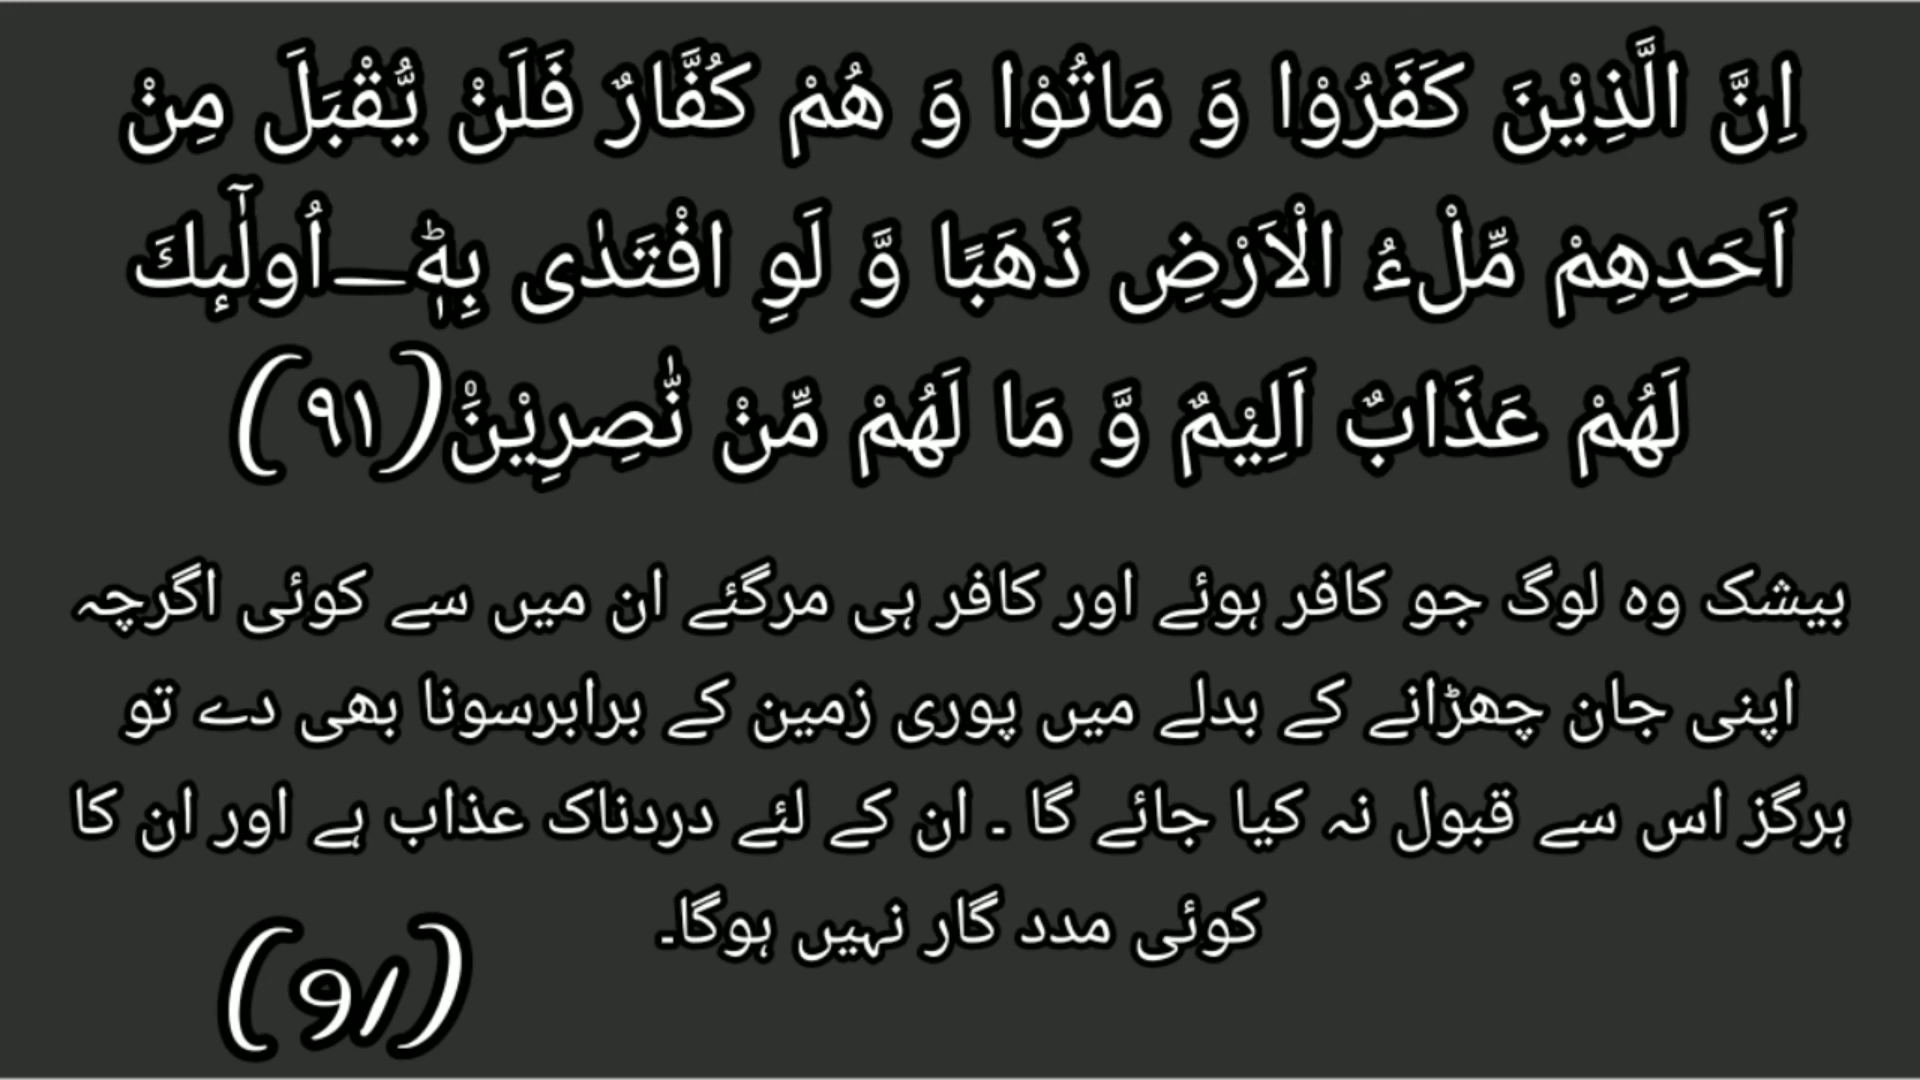 اِنَّ الَّذِیْنَ كَفَرُوْا وَ مَاتُوْا وَ هُمْ كُفَّارٌ فَلَنْ یُّقْبَلَ مِنْ
اَحَدِهِمْ مِّلْءُ الْاَرْضِ ذَهَبًا وَّ لَوِ افْتَدٰى بِهٖؕ—اُولٰٓىٕكَ
لَهُمْ عَذَابٌ اَلِیْمٌ وَّ مَا لَهُمْ مِّنْ نّٰصِرِیْنَ۠(۹۱)
بیشک وہ لوگ جو کافر ہوئے اور کافر ہی مرگئے ان میں سے کوئی اگرچہ
اپنی جان چھڑانے کے بدلے میں پوری زمین کے برابرسونا بھی دے تو
ہرگز اس سے قبول نہ کیا جائے گا ۔ ان کے لئے دردناک عذاب ہے اور ان کا
کوئی مدد گار نہیں ہوگا۔
(91)